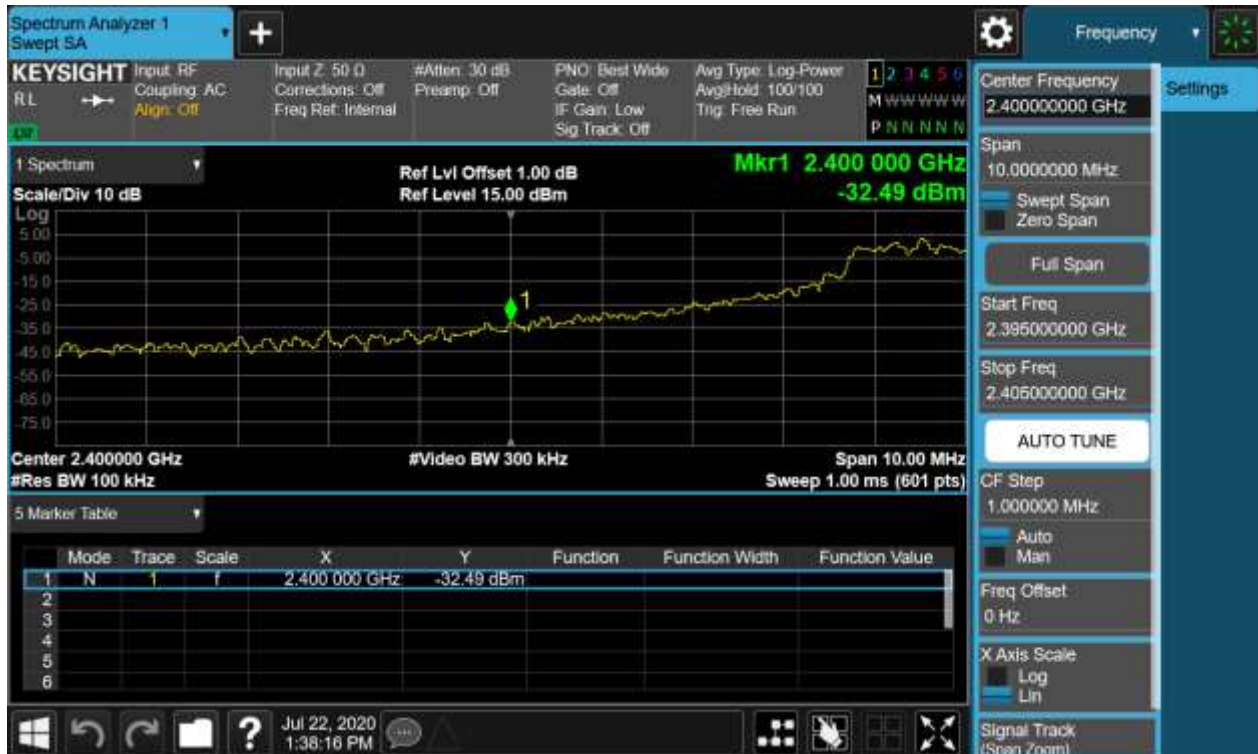 Spectrum Analyzer 1
Swept SA
Frequency
KEYSIGHT
RL
Input: RF
Coupling: AC
Align: Off
Input Z: 50 Ω
Corrections: Off
Freq Ref: Internal
#Atten: 30 dB
Preamp: Off
PNO: Best Wide
Gate: Off
IF Gain: Low
Sig Track: Off
Avg Type: Log-Power
Avg|Hold: 100/100
Trig: Free Run
1 2 3 4 5 6
M W W W W W
P N N N N N
Center Frequency
2.400000000 GHz
Settings
Span
10.0000000 MHz
Swept Span
Zero Span
Full Span
Start Freq
2.395000000 GHz
Stop Freq
2.405000000 GHz
AUTO TUNE
CF Step
1.000000 MHz
Auto
Man
Freq Offset
0 Hz
X Axis Scale
Log
Lin
Signal Track
(Span Zoom)
1 Spectrum
Scale/Div 10 dB
Ref Lvl Offset 1.00 dB
Ref Level 15.00 dBm
Mkr1 2.400 000 GHz
-32.49 dBm
Log
5.00
-5.00
-15.0
-25.0
-35.0
-45.0
-55.0
-65.0
-75.0
1
Center 2.400000 GHz
#Video BW 300 kHz
Span 10.00 MHz
#Res BW 100 kHz
Sweep 1.00 ms (601 pts)
5 Marker Table
Mode Trace Scale X Y Function Function Width Function Value
1 N 1 f 2.400 000 GHz -32.49 dBm
2
3
4
5
6
?
Jul 22, 2020
1:38:16 PM